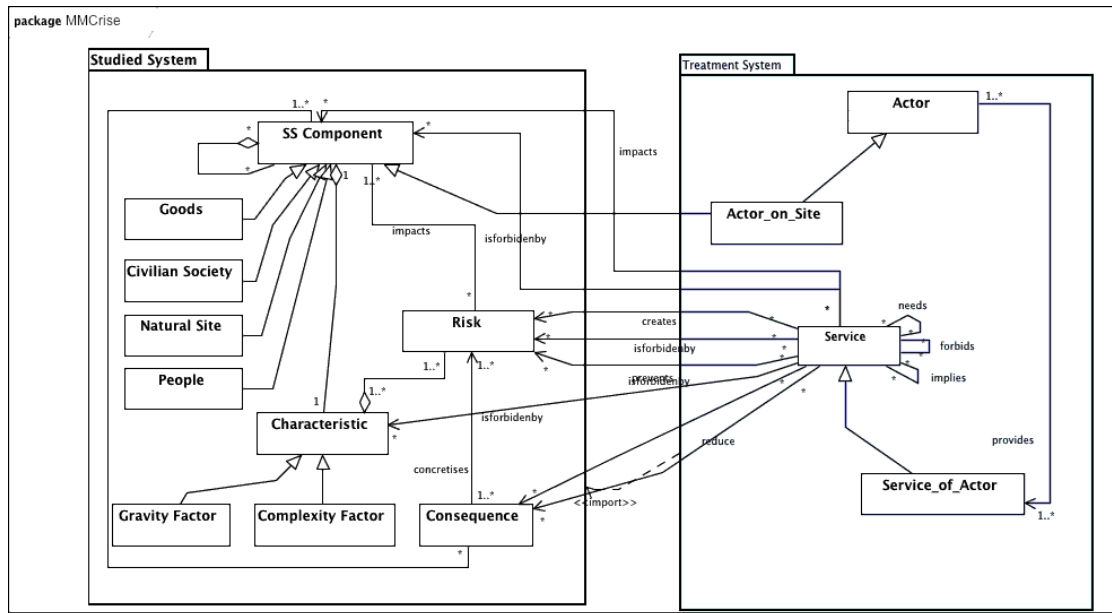 package MMCrise
Studied System
Treatment System
1..*
*
SS Component
*
*
*
1
1..*
impacts
Actor
1..*
Goods
impacts
isforbidenby
Actor_on_Site
Civilian Society
Natural Site
*
Risk
*
creates
*
*
Service
needs
*
*
forbids
*
*
implies
*
*
*
isforbidenby
*
*
prevents
isforbidenby
*
*
*
People
1..*
1..*
1..*
1..*
1
Characteristic
*
isforbidenby
reduce
provides
concretises
Gravity Factor
Complexity Factor
Consequence
1..*
*
*
*
<<import>>
Service_of_Actor
1..*